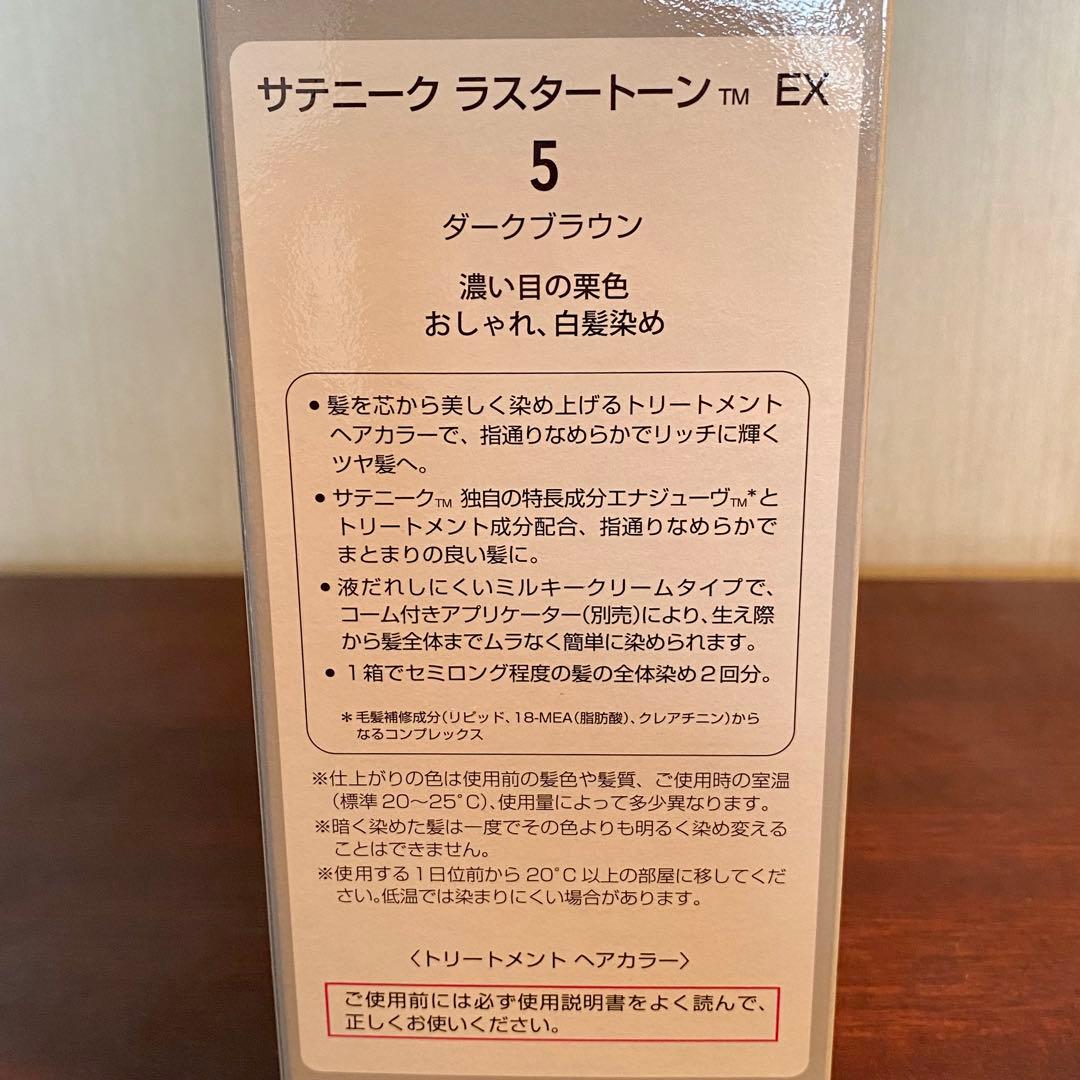 サテニーク ラスタートーン™ EX
5
ダークブラウン
濃い目の栗色
おしゃれ、白髪染め
● 髪を芯から美しく染め上げるトリートメント
ヘアカラーで、指通りなめらかでリッチに輝く
ツヤ髪へ。
● サテニーク™ 独自の特長成分エナジューヴ™*と
トリートメント成分配合、指通りなめらかで
まとまりの良い髪に。
● 液だれしにくいミルキークリームタイプで、
コーム付きアプリケーター(別売)により、生え際
から髪全体までムラなく簡単に染められます。
● 1箱でセミロング程度の髪の全体染め2回分。
*毛髪補修成分(リピッド、18-MEA(脂肪酸)、クレアチニン)から
なるコンプレックス
※仕上がりの色は使用前の髪色や髪質、ご使用時の室温
(標準20〜25°C)、使用量によって多少異なります。
※暗く染めた髪は一度でその色よりも明るく染め変える
ことはできません。
※使用する1日位前から20°C以上の部屋に移してくだ
さい。低温では染まりにくい場合があります。
〈トリートメント ヘアカラー〉
ご使用前には必ず使用説明書をよく読んで、
正しくお使いください。